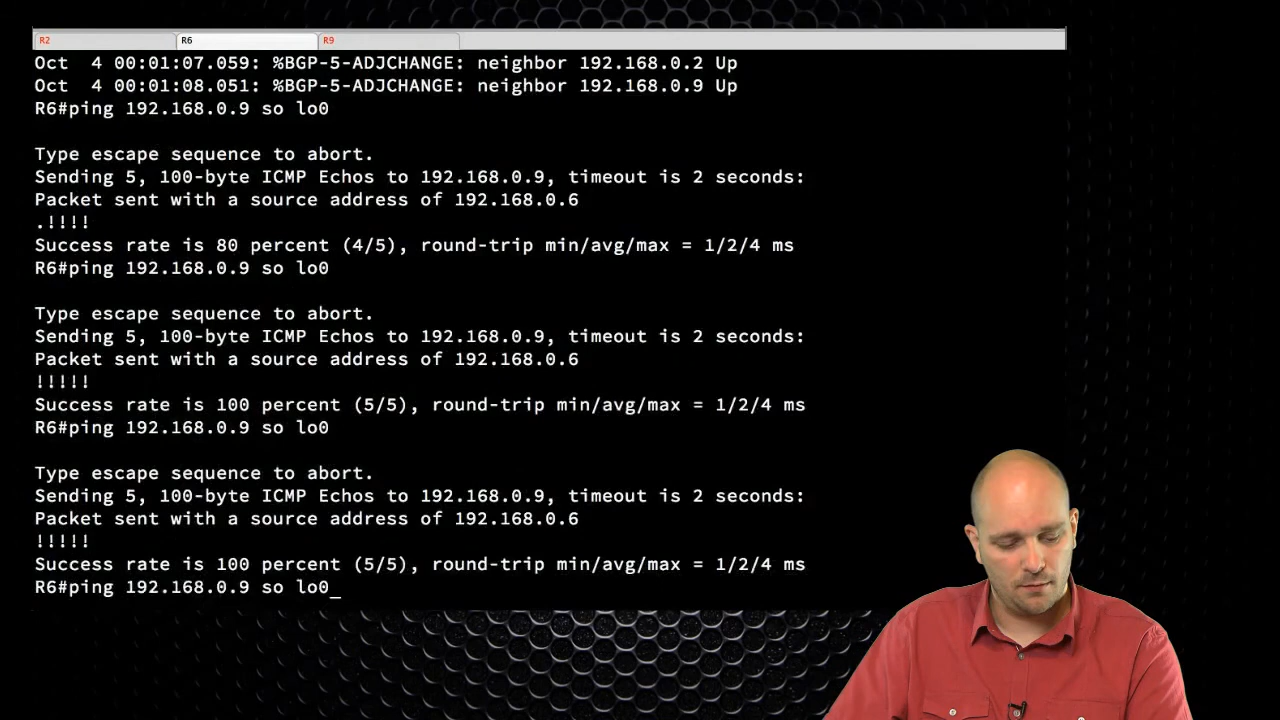 R2 R6 R9
Oct  4 00:01:07.059: %BGP-5-ADJCHANGE: neighbor 192.168.0.2 Up
Oct  4 00:01:08.051: %BGP-5-ADJCHANGE: neighbor 192.168.0.9 Up
R6#ping 192.168.0.9 so lo0
Type escape sequence to abort.
Sending 5, 100-byte ICMP Echos to 192.168.0.9, timeout is 2 seconds:
Packet sent with a source address of 192.168.0.6
.!!!!
Success rate is 80 percent (4/5), round-trip min/avg/max = 1/2/4 ms
R6#ping 192.168.0.9 so lo0
Type escape sequence to abort.
Sending 5, 100-byte ICMP Echos to 192.168.0.9, timeout is 2 seconds:
Packet sent with a source address of 192.168.0.6
!!!!!
Success rate is 100 percent (5/5), round-trip min/avg/max = 1/2/4 ms
R6#ping 192.168.0.9 so lo0
Type escape sequence to abort.
Sending 5, 100-byte ICMP Echos to 192.168.0.9, timeout is 2 seconds:
Packet sent with a source address of 192.168.0.6
!!!!!
Success rate is 100 percent (5/5), round-trip min/avg/max = 1/2/4 ms
R6#ping 192.168.0.9 so lo0_